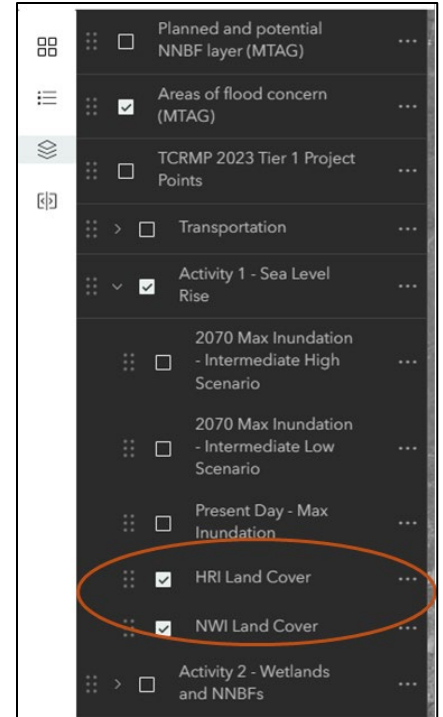 Planned and potential
NNBF layer (MTAG)
Areas of flood concern
(MTAG)
TCRMP 2023 Tier 1 Project
Points
Transportation
Activity 1 - Sea Level
Rise
2070 Max Inundation
- Intermediate High
Scenario
2070 Max Inundation
- Intermediate Low
Scenario
Present Day - Max
Inundation
HRI Land Cover
NWI Land Cover
Activity 2 - Wetlands
and NNBFs